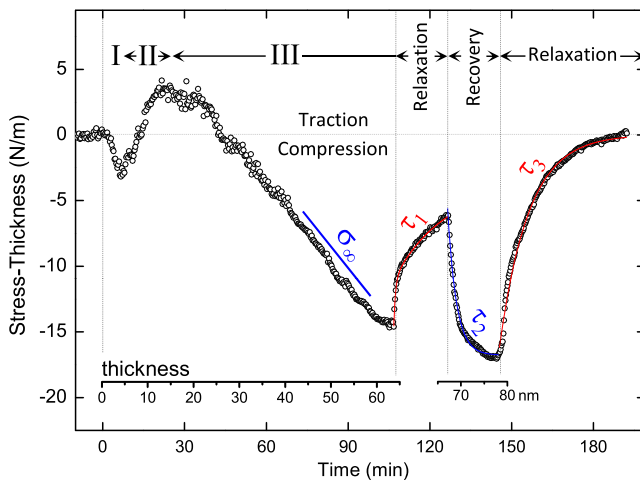 I II III Relaxation Recovery Relaxation
Traction
Compression
σ∞
τ1
τ2
τ3
Stress-Thickness (N/m)
5
0
-5
-10
-15
-20
thickness
0 10 20 30 40 50 60
70 80 nm
0 30 60 90 120 150 180
Time (min)